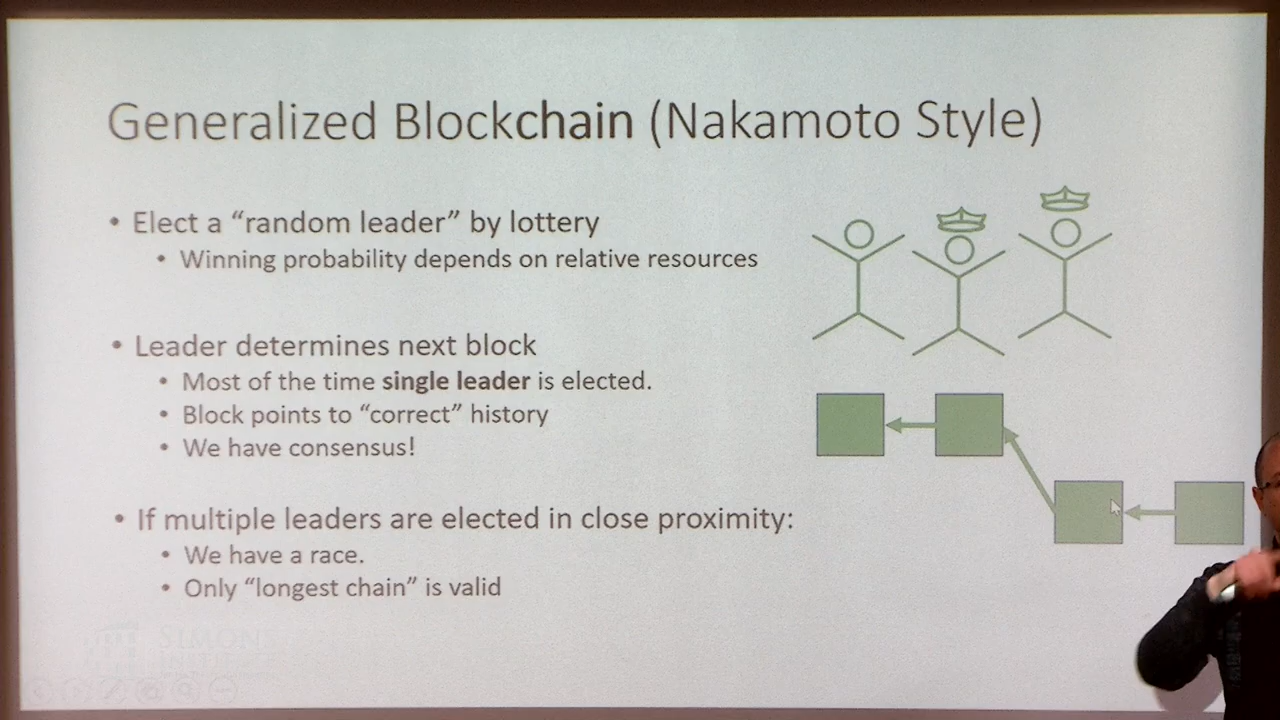 Generalized Blockchain (Nakamoto Style)
• Elect a “random leader” by lottery
• Winning probability depends on relative resources
• Leader determines next block
• Most of the time single leader is elected.
• Block points to “correct” history
• We have consensus!
• If multiple leaders are elected in close proximity:
• We have a race.
• Only “longest chain” is valid
SIMONS